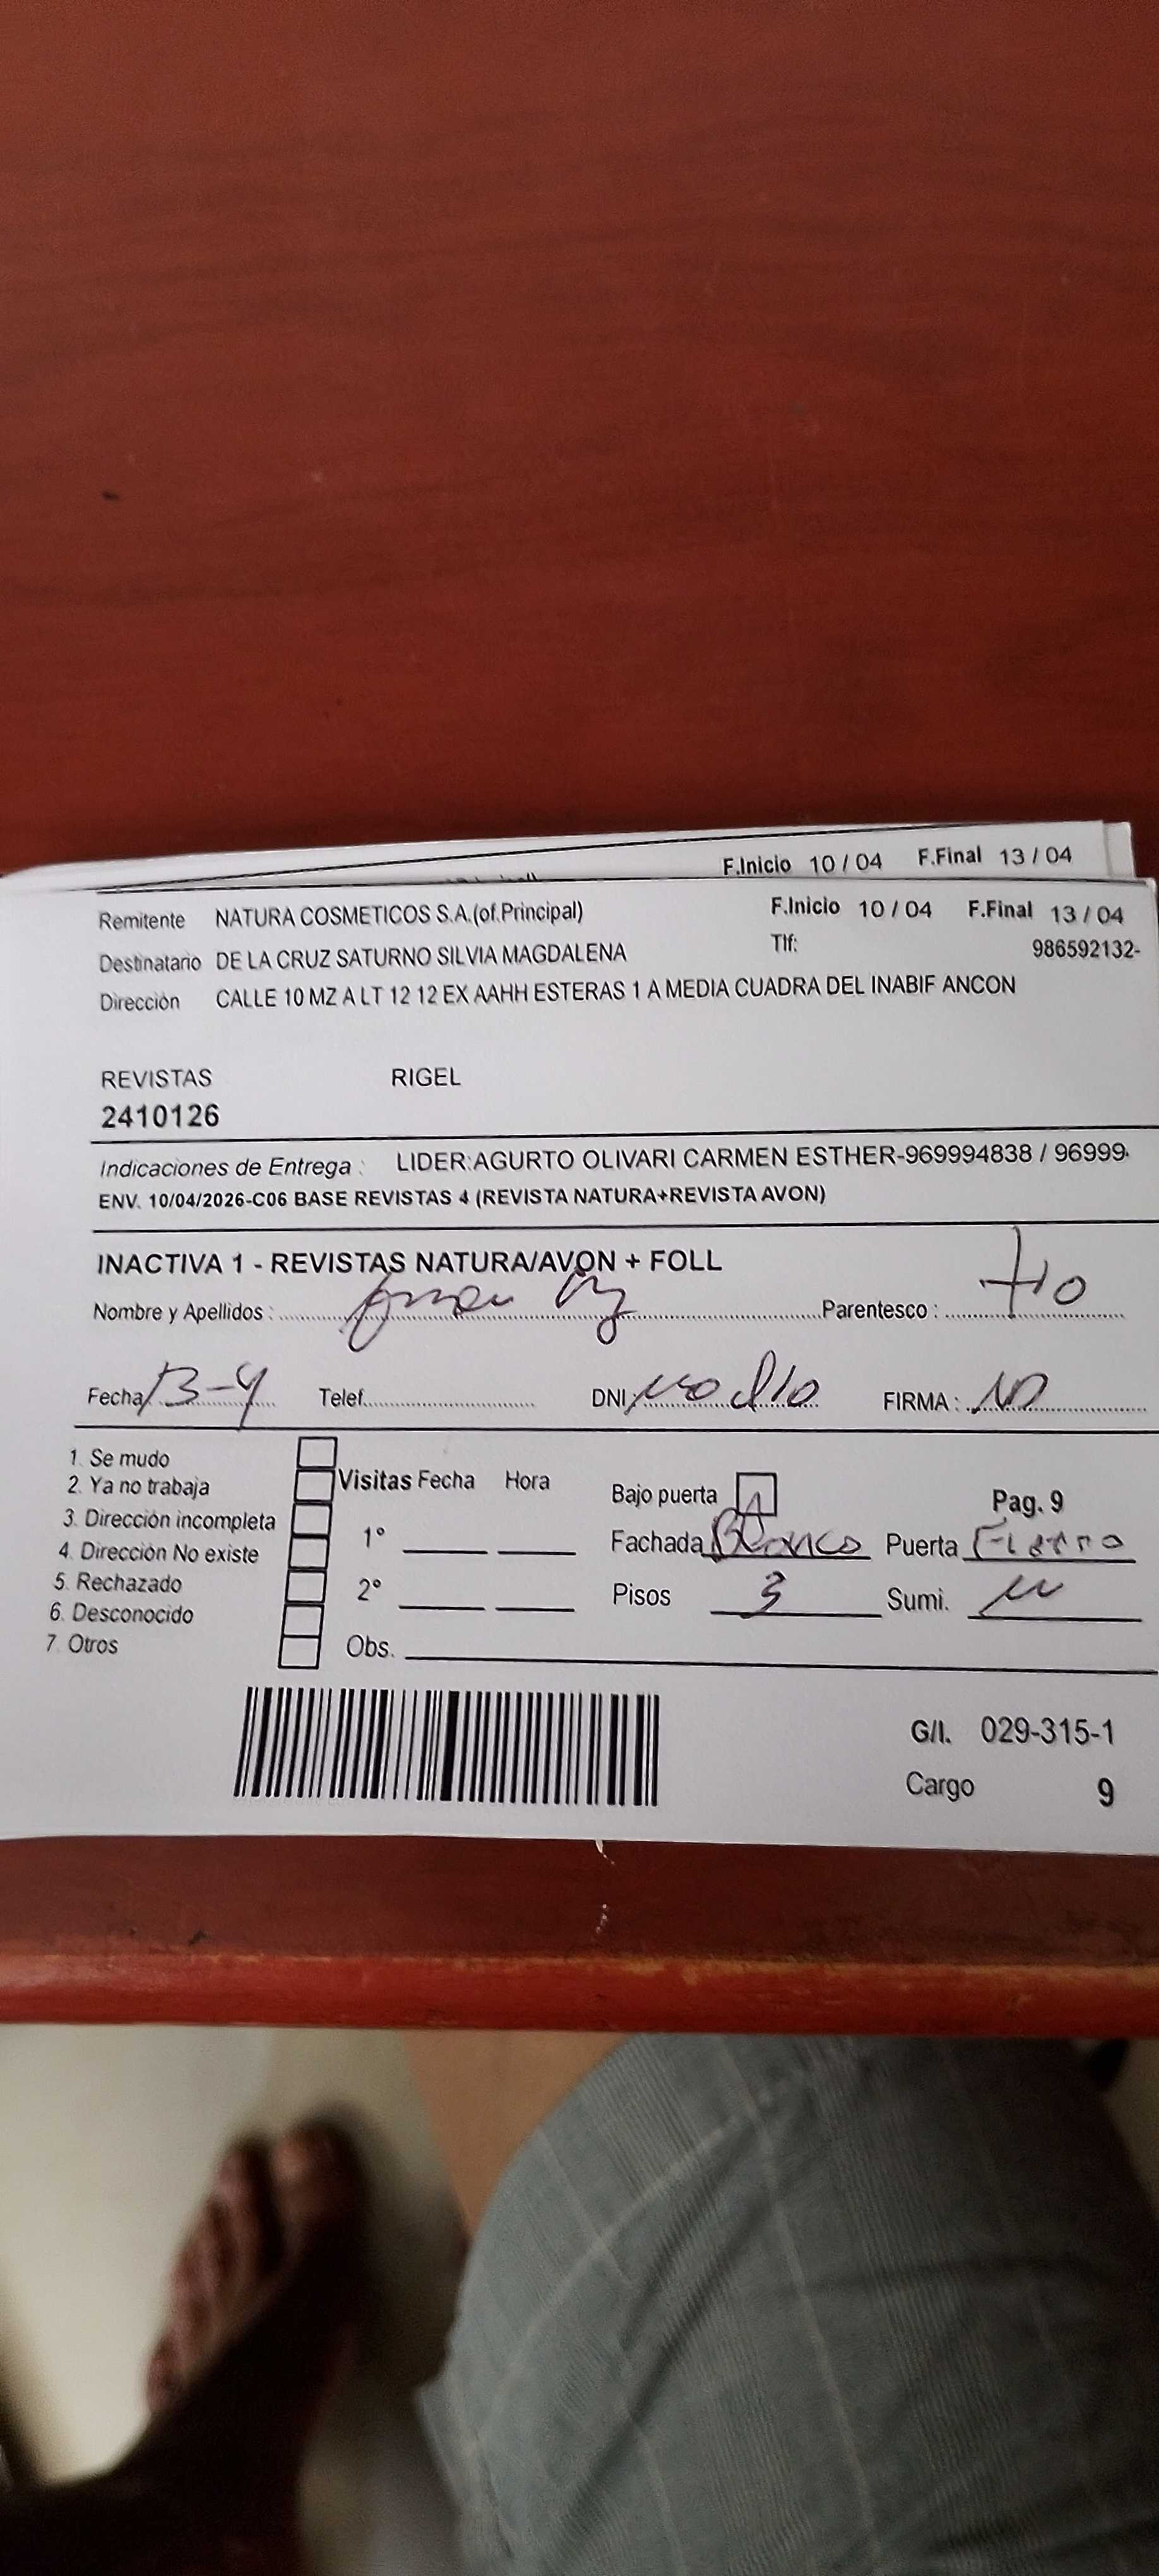 F.Inicio 10 / 04 F.Final 13 / 04
Remitente NATURA COSMETICOS S.A.(of.Principal) F.Inicio 10 / 04 F.Final 13 / 04
Destinatario DE LA CRUZ SATURNO SILVIA MAGDALENA Tlf: 986592132-
Dirección CALLE 10 MZ A LT 12 12 EX AAHH ESTERAS 1 A MEDIA CUADRA DEL INABIF ANCON
REVISTAS RIGEL
2410126
Indicaciones de Entrega : LIDER:AGURTO OLIVARI CARMEN ESTHER-969994838 / 96999
ENV. 10/04/2026-C06 BASE REVISTAS 4 (REVISTA NATURA+REVISTA AVON)
INACTIVA 1 - REVISTAS NATURA/AVON + FOLL
Nombre y Apellidos : Parentesco : tio
Fecha 13-4 Telef. DNI: no dio FIRMA : NO
1. Se mudo
2. Ya no trabaja Visitas Fecha Hora Bajo puerta Pag. 9
3. Dirección incompleta 1° Fachada Blanco Puerta Fierro
4. Dirección No existe
5. Rechazado 2° Pisos 3 Sumi.
6. Desconocido
7. Otros Obs.
G/I. 029-315-1
Cargo 9